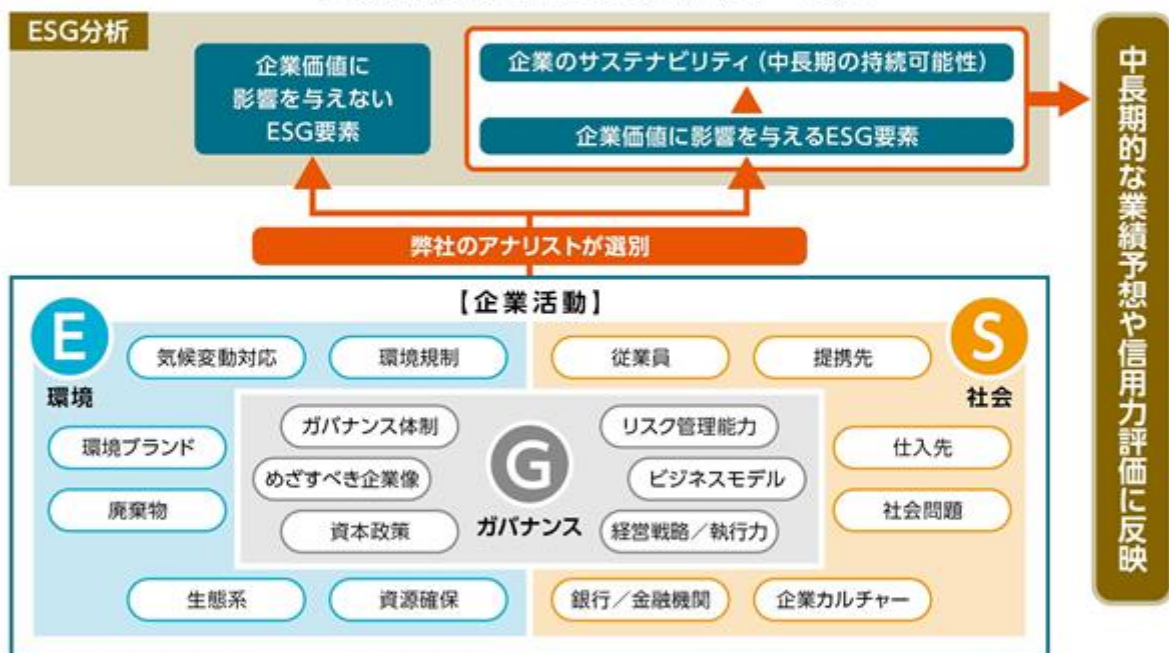 ESG分析
企業価値に
影響を与えない
ESG要素
企業のサステナビリティ（中長期の持続可能性）
企業価値に影響を与えるESG要素
中長期的な業績予想や信用力評価に反映
弊社のアナリストが選別
【企業活動】
E
環境
S
社会
気候変動対応
環境規制
従業員
提携先
環境ブランド
廃棄物
ガバナンス体制
めざすべき企業像
資本政策
G
ガバナンス
リスク管理能力
ビジネスモデル
経営戦略／執行力
仕入先
社会問題
生態系
資源確保
銀行／金融機関
企業カルチャー